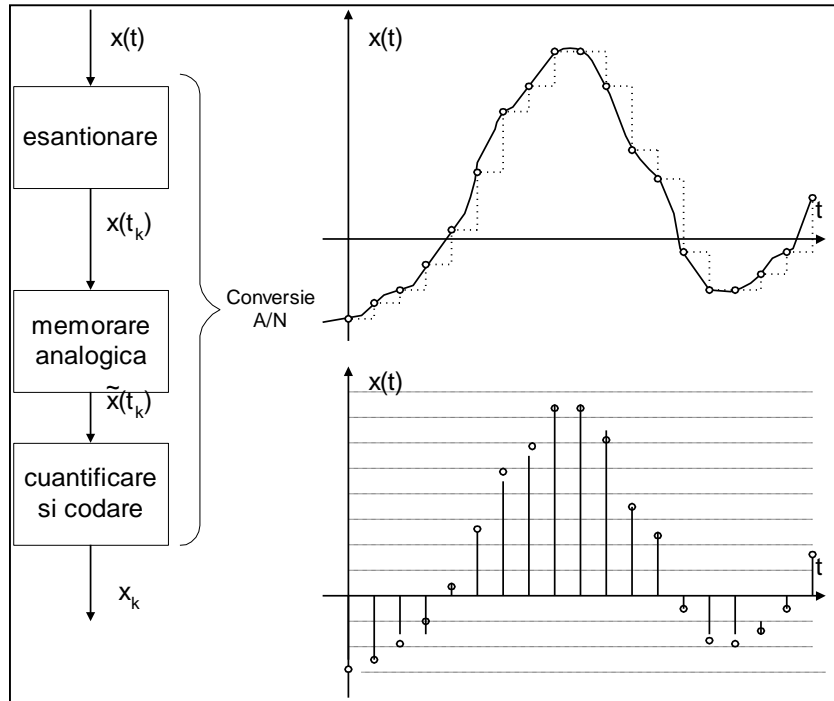 x(t)
esantionare
x(t_k)
memorare
analogica
x̃(t_k)
cuantificare
si codare
x_k
Conversie
A/N
x(t)
t
x(t)
t